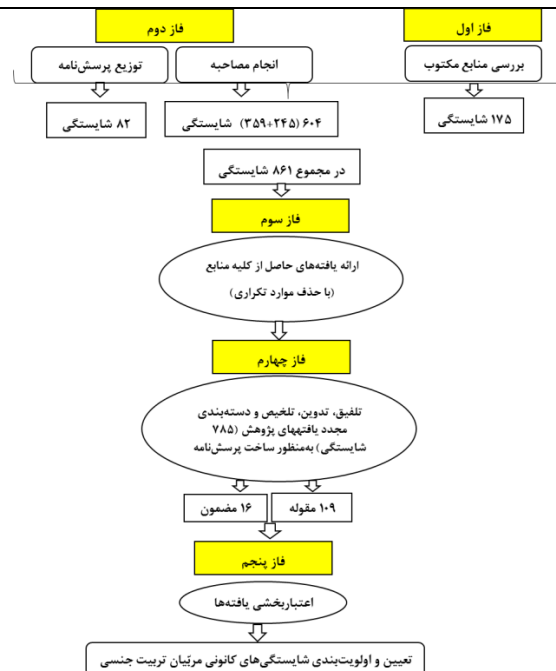 فاز اول
فاز دوم
بررسی منابع مکتوب
انجام مصاحبه
توزیع پرسش‌نامه
۱۷۵ شایستگی
۶۰۴ (۲۴۵+۳۵۹) شایستگی
۸۲ شایستگی
در مجموع ۸۶۱ شایستگی
فاز سوم
ارائه یافته‌های حاصل از کلیه منابع
(با حذف موارد تکراری)
فاز چهارم
تلفیق، تدوین، تلخیص و دسته‌بندی
مجدد یافتههای پژوهش (۷۸۵
شایستگی) به‌منظور ساخت پرسش‌نامه
۱۰۹ مقوله
۱۶ مضمون
فاز پنجم
اعتباربخشی یافته‌ها
تعیین و اولویت‌بندی شایستگی‌های کانونی مربّیان تربیت جنسی